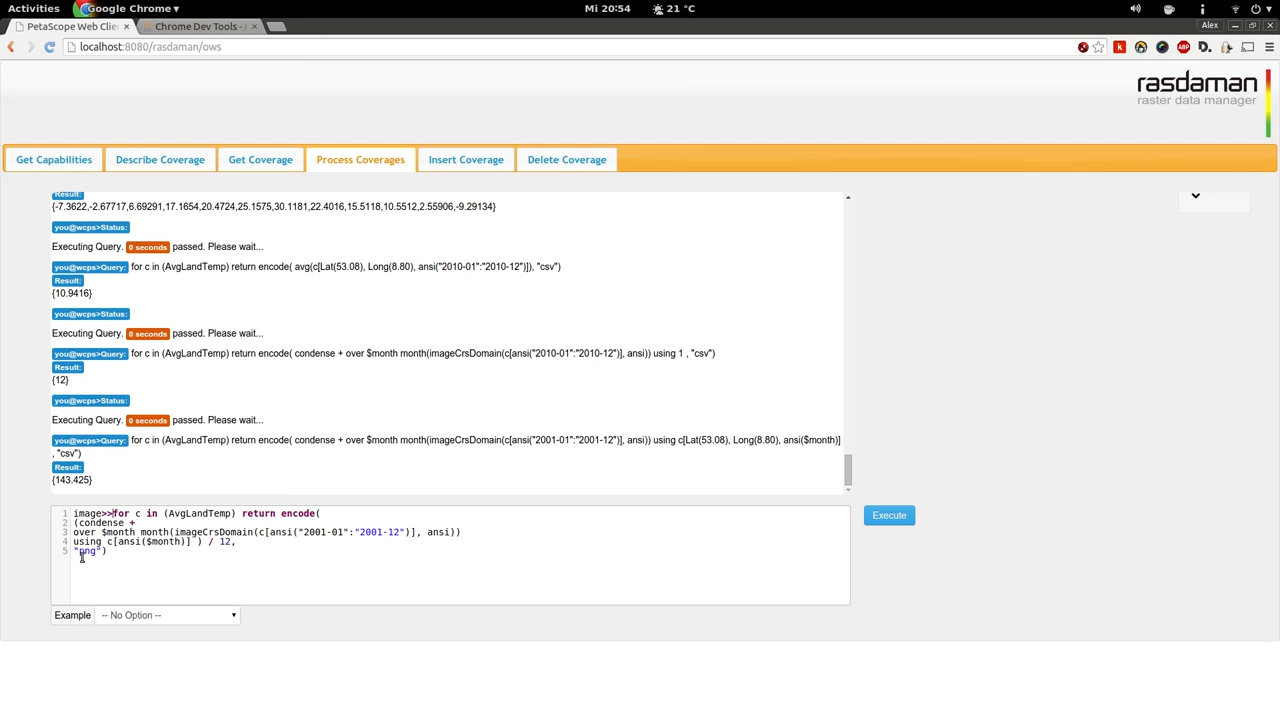 Activities
Google Chrome ▾
Mi 20:54
21 °C
PetaScope Web Clie ×
Chrome Dev Tools - ×
Alex
localhost:8080/rasdaman/ows
rasdaman
raster data manager
Get Capabilities
Describe Coverage
Get Coverage
Process Coverages
Insert Coverage
Delete Coverage
Result:
{-7.3622,-2.67717,6.69291,17.1654,20.4724,25.1575,30.1181,22.4016,15.5118,10.5512,2.55906,-9.29134}
you@wcps>Status:
Executing Query. 0 seconds passed. Please wait...
you@wcps>Query: for c in (AvgLandTemp) return encode( avg(c[Lat(53.08), Long(8.80), ansi("2010-01":"2010-12")]), "csv")
Result:
{10.9416}
you@wcps>Status:
Executing Query. 0 seconds passed. Please wait...
you@wcps>Query: for c in (AvgLandTemp) return encode( condense + over $month month(imageCrsDomain(c[ansi("2010-01":"2010-12")], ansi)) using 1 , "csv")
Result:
{12}
you@wcps>Status:
Executing Query. 0 seconds passed. Please wait...
you@wcps>Query: for c in (AvgLandTemp) return encode( condense + over $month month(imageCrsDomain(c[ansi("2001-01":"2001-12")], ansi)) using c[Lat(53.08), Long(8.80), ansi($month)]
, "csv")
Result:
{143.425}
1 image>>for c in (AvgLandTemp) return encode(
2 (condense +
3 over $month month(imageCrsDomain(c[ansi("2001-01":"2001-12")], ansi))
4 using c[ansi($month)] ) / 12,
5 "png")
Execute
Example
-- No Option --